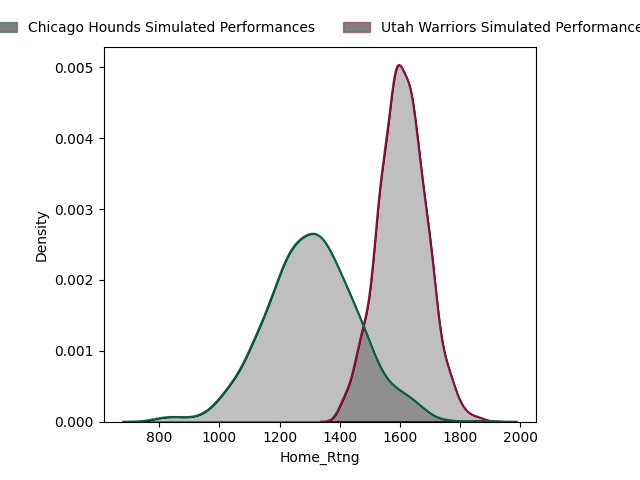 Chicago Hounds Simulated Performances Utah Warriors Simulated Performance
0.005
0.004
0.003
0.002
0.001
0.000
Density
800 1000 1200 1400 1600 1800 2000
Home_Rtng